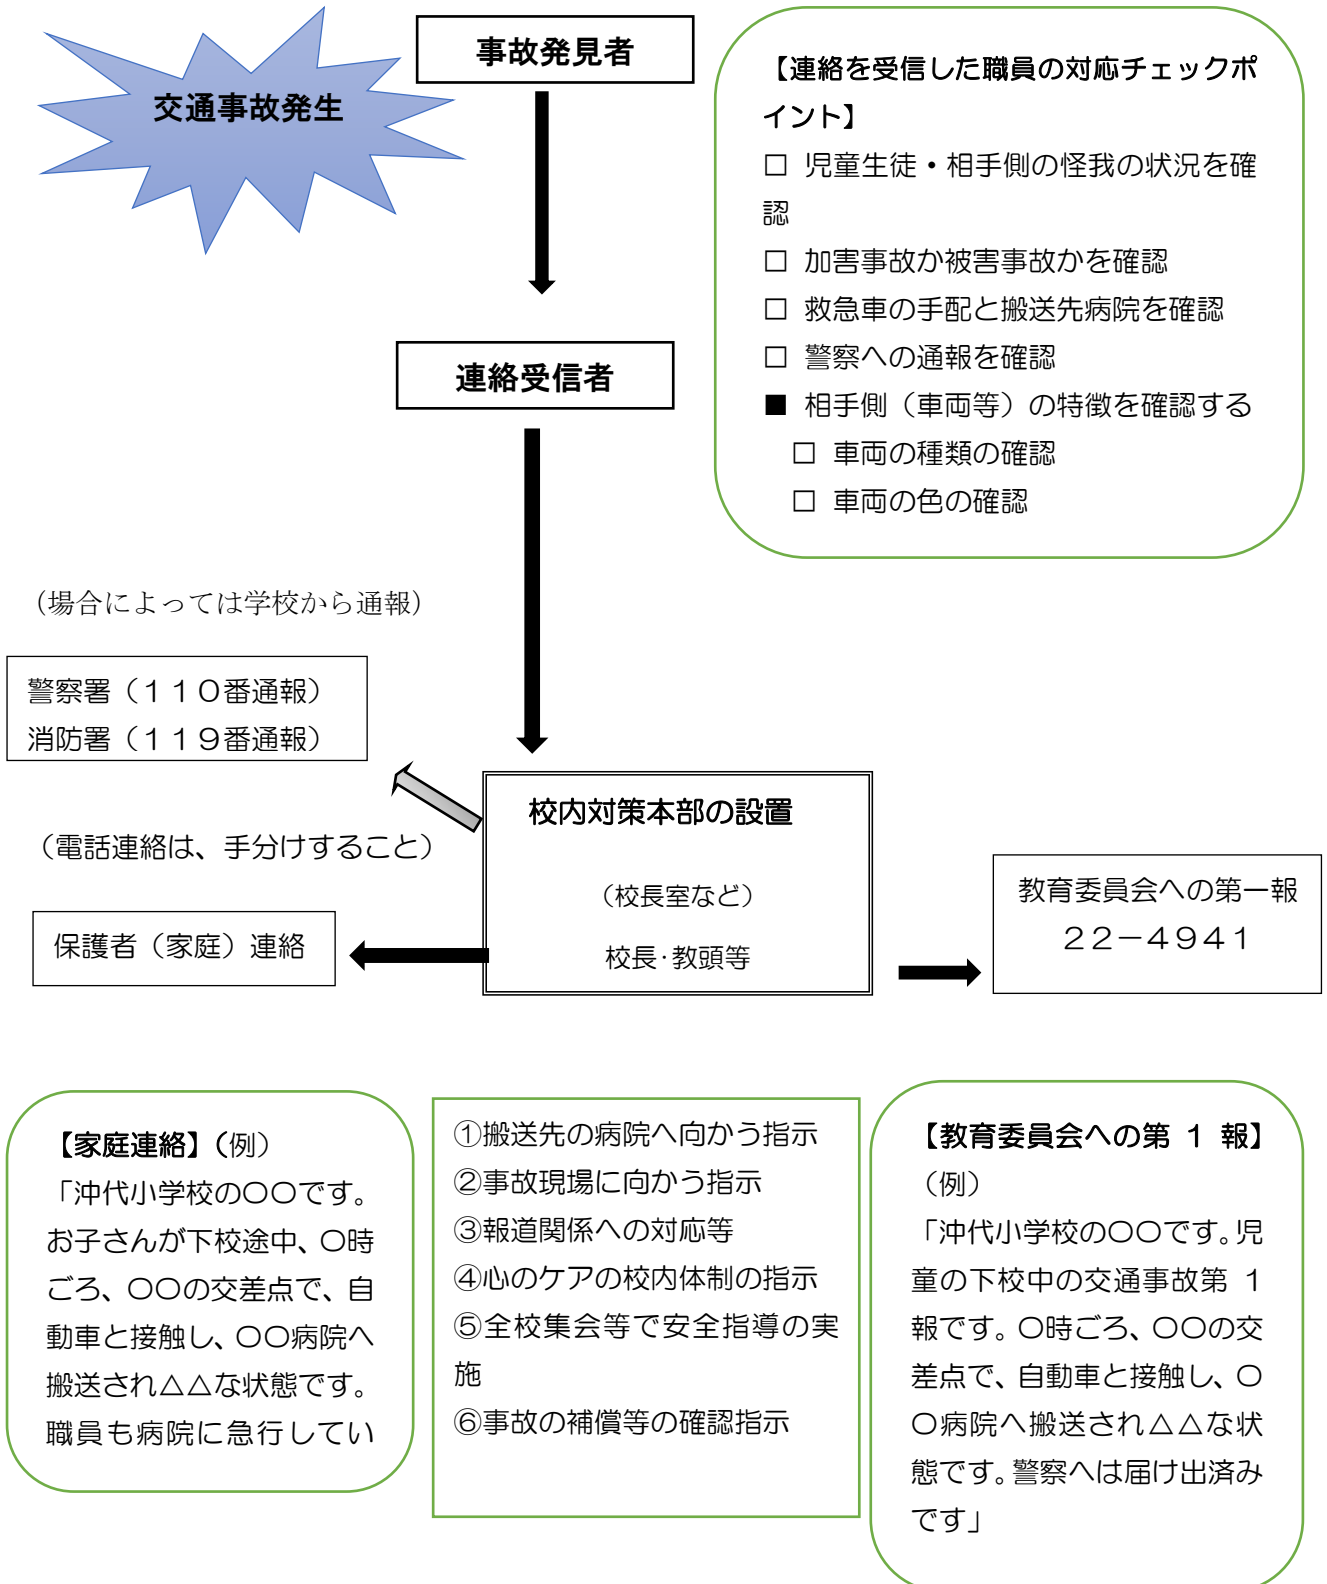 交通事故発生
事故発見者
【連絡を受信した職員の対応チェックポ
イント】
□ 児童生徒・相手側の怪我の状況を確
認
□ 加害事故か被害事故かを確認
□ 救急車の手配と搬送先病院を確認
□ 警察への通報を確認
■ 相手側（車両等）の特徴を確認する
□ 車両の種類の確認
□ 車両の色の確認
連絡受信者
（場合によっては学校から通報）
警察署（１１０番通報）
消防署（１１９番通報）
（電話連絡は、手分けすること）
保護者（家庭）連絡
校内対策本部の設置
（校長室など）
校長･教頭等
教育委員会への第一報
２２－４９４１
【家庭連絡】（例）
「沖代小学校の〇〇です。
お子さんが下校途中、〇時
ごろ、〇〇の交差点で、自
動車と接触し、〇〇病院へ
搬送され△△な状態です。
職員も病院に急行してい
①搬送先の病院へ向かう指示
②事故現場に向かう指示
③報道関係への対応等
④心のケアの校内体制の指示
⑤全校集会等で安全指導の実
施
⑥事故の補償等の確認指示
【教育委員会への第 1 報】
（例）
「沖代小学校の〇〇です。児
童の下校中の交通事故第 1
報です。〇時ごろ、〇〇の交
差点で、自動車と接触し、〇
〇病院へ搬送され△△な状
態です。警察へは届け出済み
です」